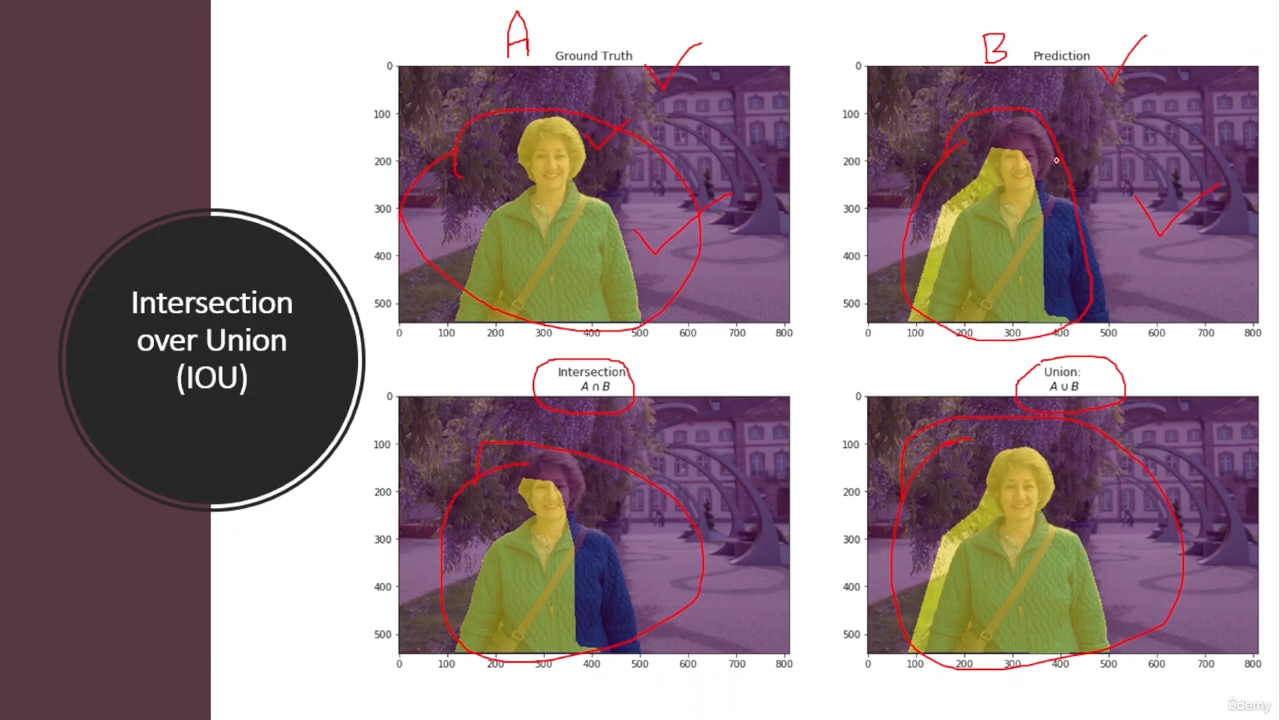 Intersection
over Union
(IOU)
A
Ground Truth
0
100
200
300
400
500
0 100 200 300 400 500 600 700 800
B
Prediction
0
100
200
300
400
500
0 100 200 300 400 500 600 700 800
Intersection:
A ∩ B
0
100
200
300
400
500
0 100 200 300 400 500 600 700 800
Union:
A ∪ B
0
100
200
300
400
500
0 100 200 300 400 500 600 700 800
ûdemy